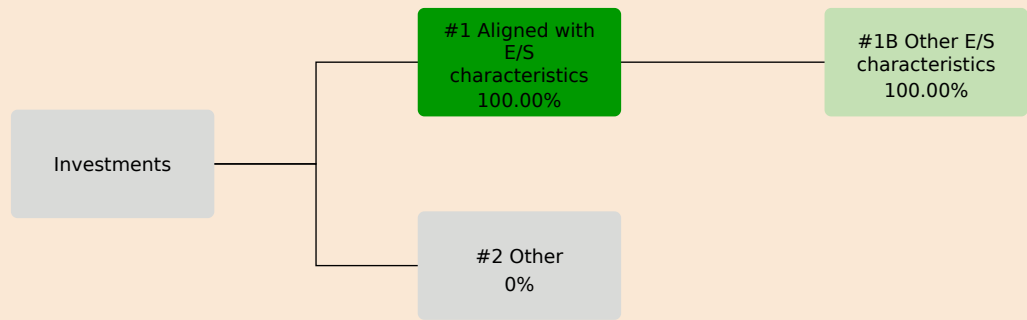 Investments
#1 Aligned with
E/S
characteristics
100.00%
#1B Other E/S
characteristics
100.00%
#2 Other
0%